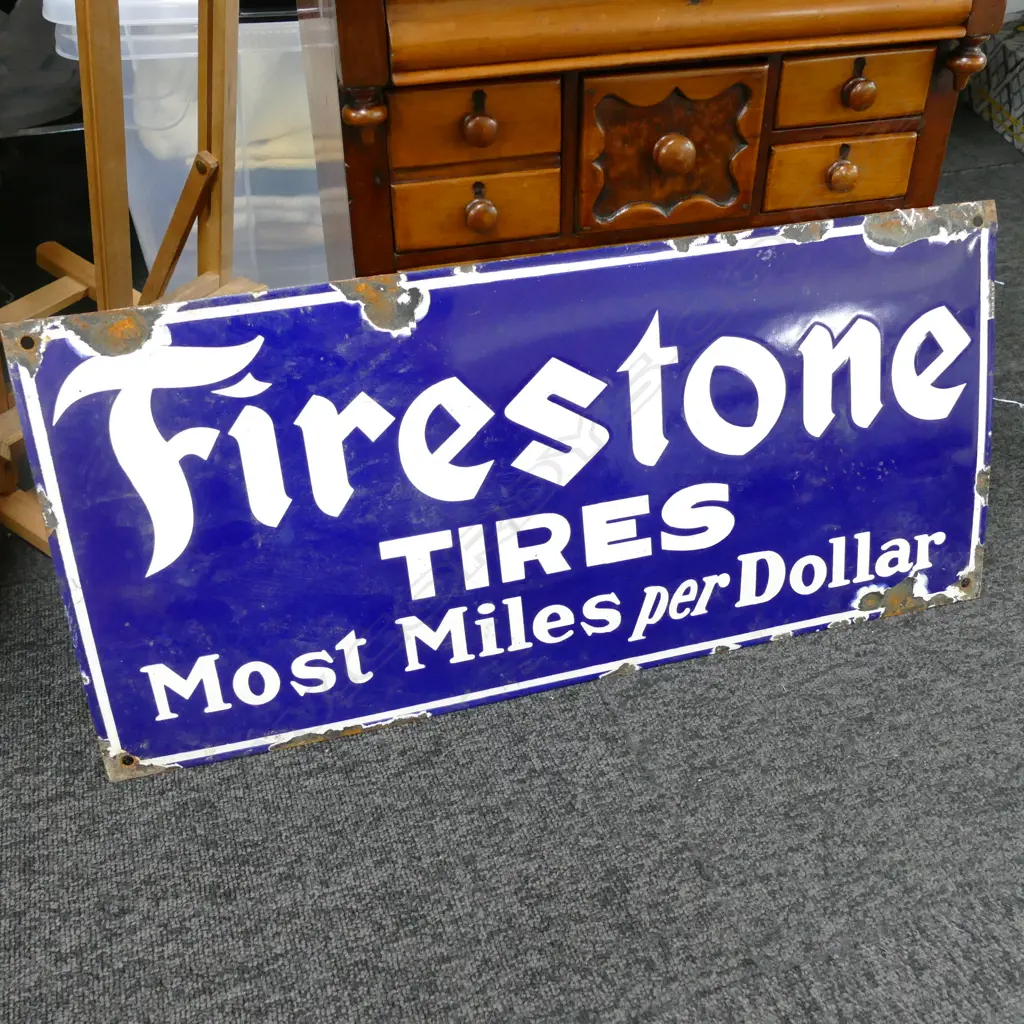 Firestone
TIRES
Most Miles per Dollar